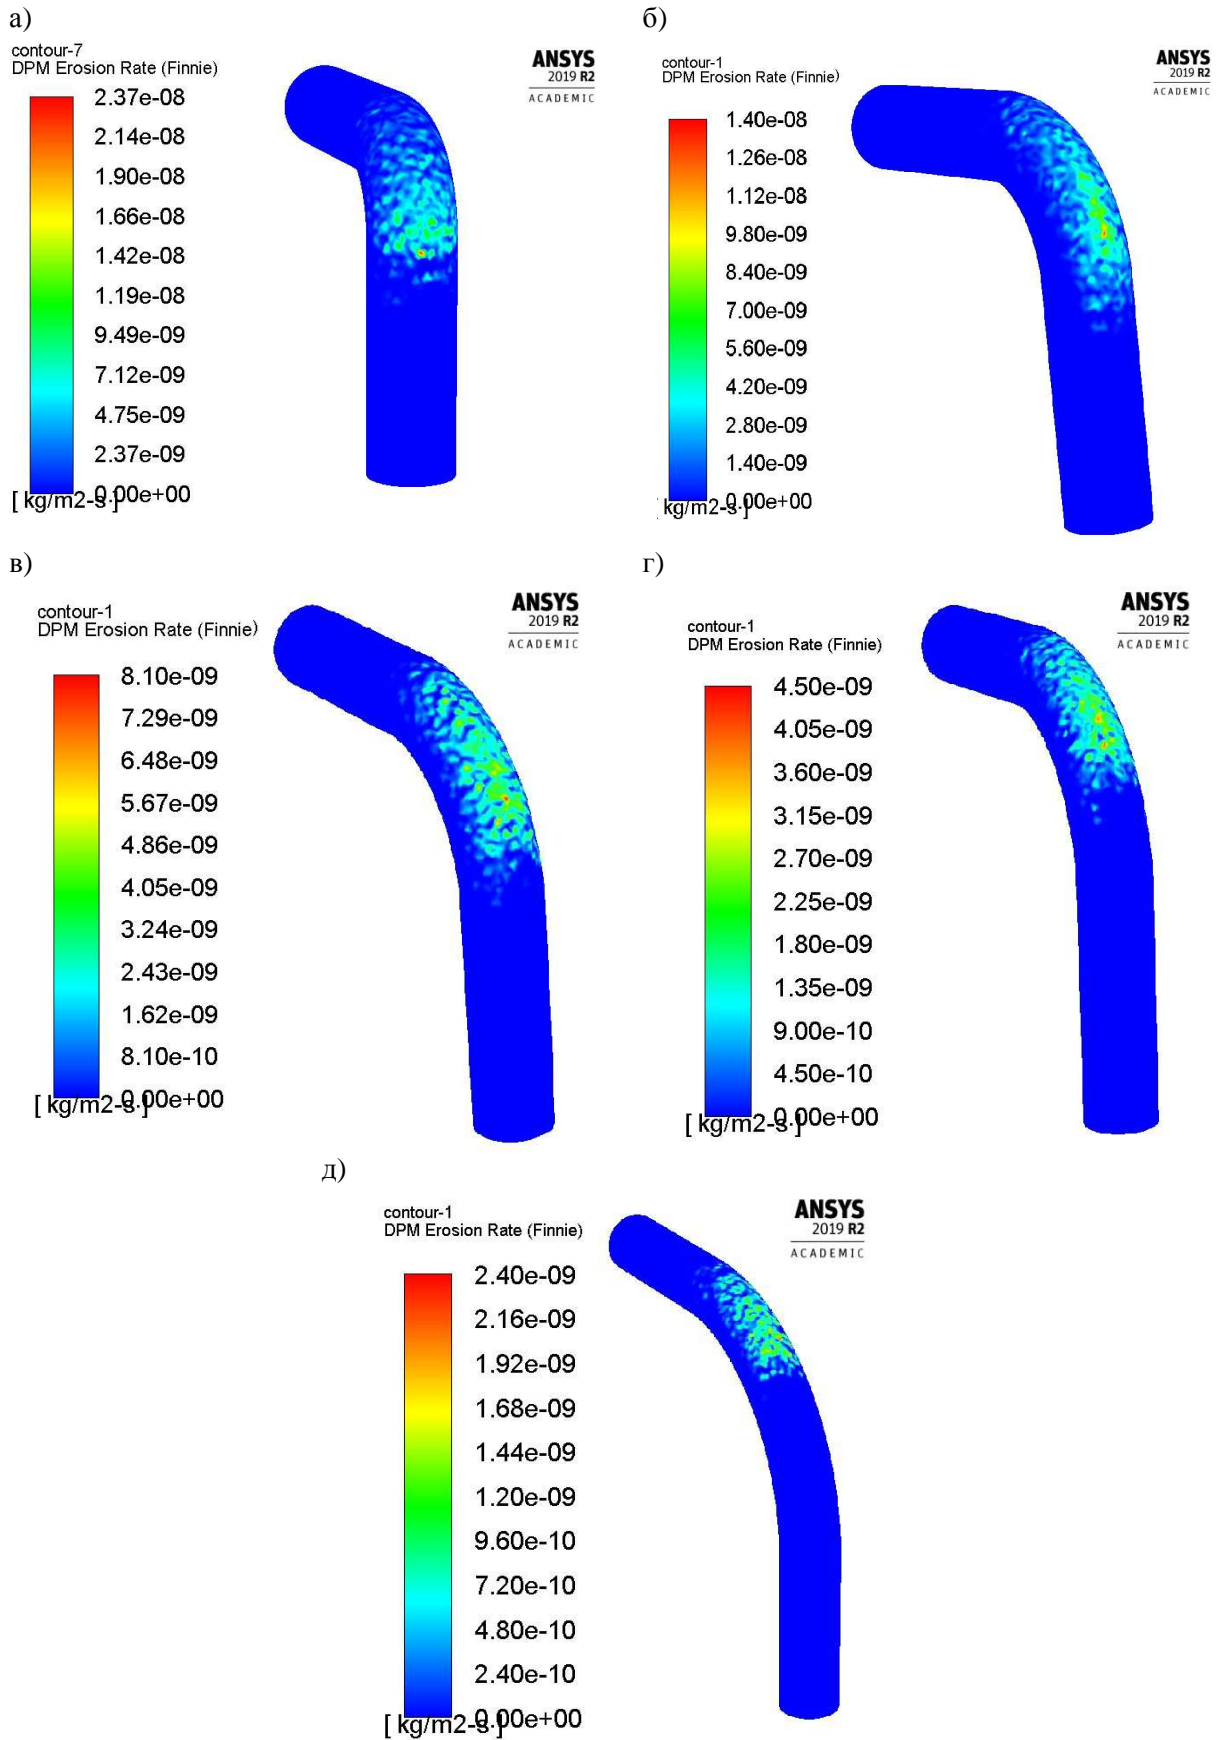 а)
contour-7
DPM Erosion Rate (Finnie)
ANSYS
2019 R2
ACADEMIC
2.37e-08
2.14e-08
1.90e-08
1.66e-08
1.42e-08
1.19e-08
9.49e-09
7.12e-09
4.75e-09
2.37e-09
0.00e+00
[ kg/m2-s ]
б)
contour-1
DPM Erosion Rate (Finnie)
ANSYS
2019 R2
ACADEMIC
1.40e-08
1.26e-08
1.12e-08
9.80e-09
8.40e-09
7.00e-09
5.60e-09
4.20e-09
2.80e-09
1.40e-09
0.00e+00
kg/m2-s ]
в)
contour-1
DPM Erosion Rate (Finnie)
ANSYS
2019 R2
ACADEMIC
8.10e-09
7.29e-09
6.48e-09
5.67e-09
4.86e-09
4.05e-09
3.24e-09
2.43e-09
1.62e-09
8.10e-10
0.00e+00
[ kg/m2-s ]
г)
contour-1
DPM Erosion Rate (Finnie)
ANSYS
2019 R2
ACADEMIC
4.50e-09
4.05e-09
3.60e-09
3.15e-09
2.70e-09
2.25e-09
1.80e-09
1.35e-09
9.00e-10
4.50e-10
0.00e+00
[ kg/m2-s ]
д)
contour-1
DPM Erosion Rate (Finnie)
ANSYS
2019 R2
ACADEMIC
2.40e-09
2.16e-09
1.92e-09
1.68e-09
1.44e-09
1.20e-09
9.60e-10
7.20e-10
4.80e-10
2.40e-10
0.00e+00
[ kg/m2-s ]